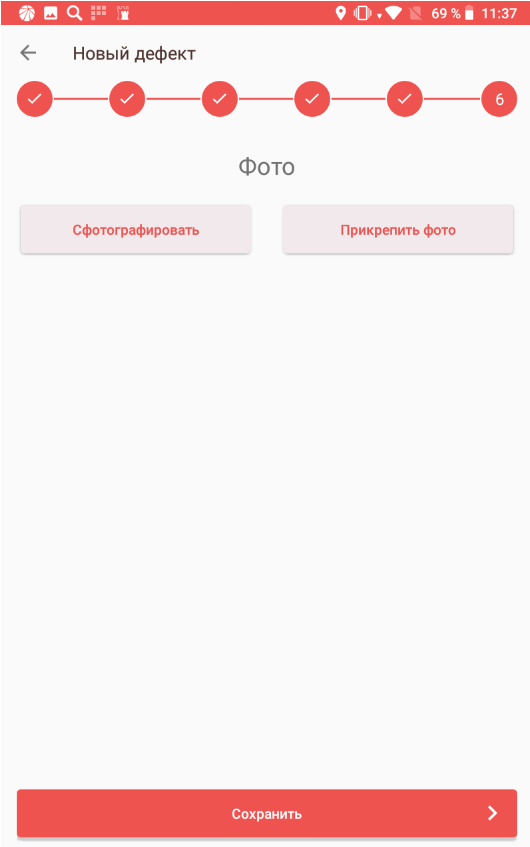 69 % 11:37
Новый дефект
6
Фото
Сфотографировать Прикрепить фото
Сохранить